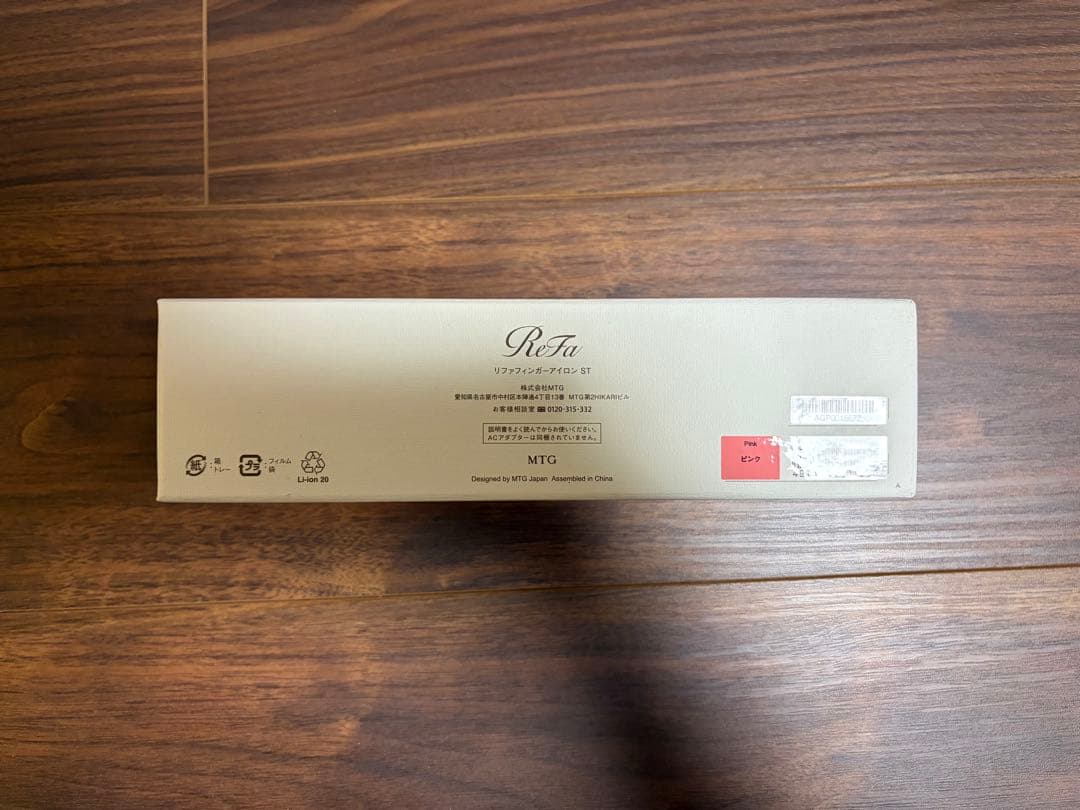 ReFa
リファフィンガーアイロン ST
株式会社MTG
愛知県名古屋市中村区本陣通4丁目13番 MTG第2HIKARIビル
お客様相談室 0120-315-332
説明書をよく読んでからお使いください。
ACアダプターは同梱されていません。
MTG
Designed by MTG Japan Assembled in China
紙 : 箱 トレー
プラ : フィルム 袋
Li-ion 20
Pink
ピンク
A